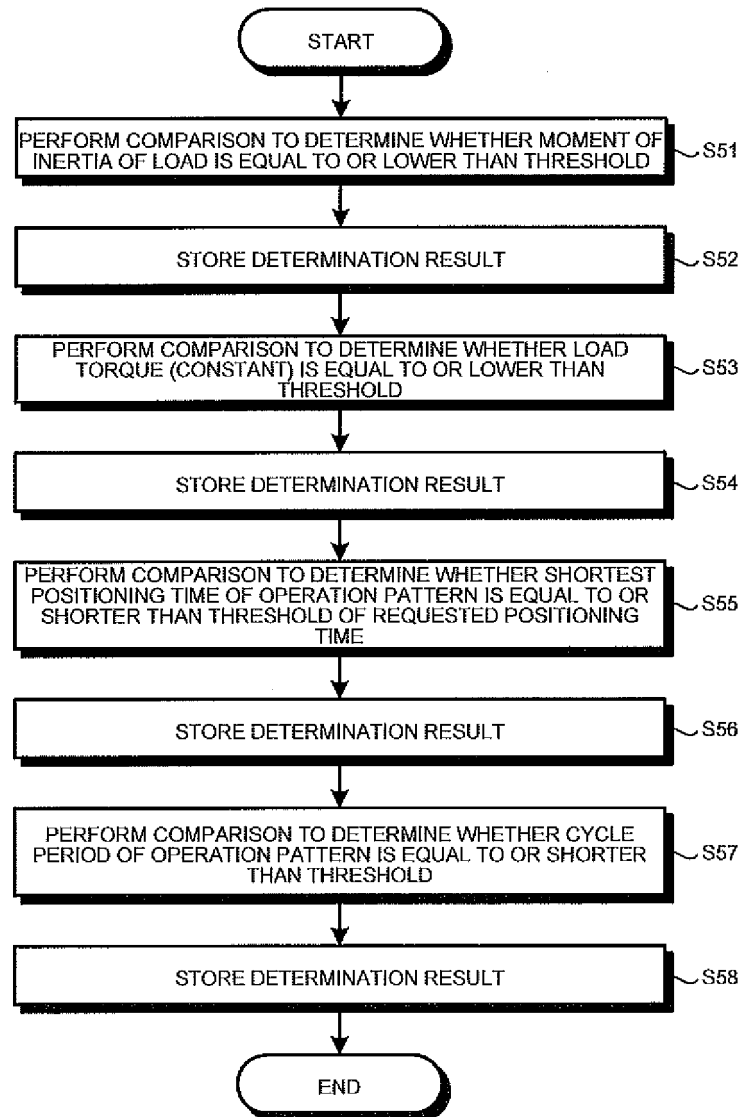 START
PERFORM COMPARISON TO DETERMINE WHETHER MOMENT OF
INERTIA OF LOAD IS EQUAL TO OR LOWER THAN THRESHOLD
S51
STORE DETERMINATION RESULT
S52
PERFORM COMPARISON TO DETERMINE WHETHER LOAD
TORQUE (CONSTANT) IS EQUAL TO OR LOWER THAN
THRESHOLD
S53
STORE DETERMINATION RESULT
S54
PERFORM COMPARISON TO DETERMINE WHETHER SHORTEST
POSITIONING TIME OF OPERATION PATTERN IS EQUAL TO OR
SHORTER THAN THRESHOLD OF REQUESTED POSITIONING
TIME
S55
STORE DETERMINATION RESULT
S56
PERFORM COMPARISON TO DETERMINE WHETHER CYCLE
PERIOD OF OPERATION PATTERN IS EQUAL TO OR SHORTER
THAN THRESHOLD
S57
STORE DETERMINATION RESULT
S58
END